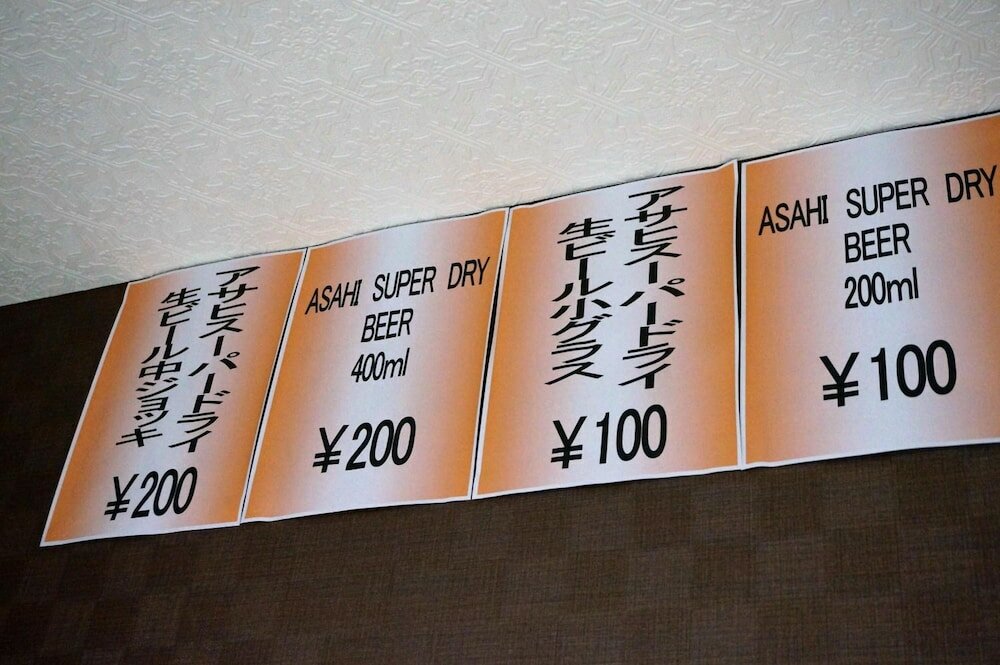 アサヒスーパードライ
生ビール中ジョッキ
¥200
ASAHI SUPER DRY
BEER
400ml
¥200
アサヒスーパードライ
生ビール小グラス
¥100
ASAHI SUPER DRY
BEER
200ml
¥100